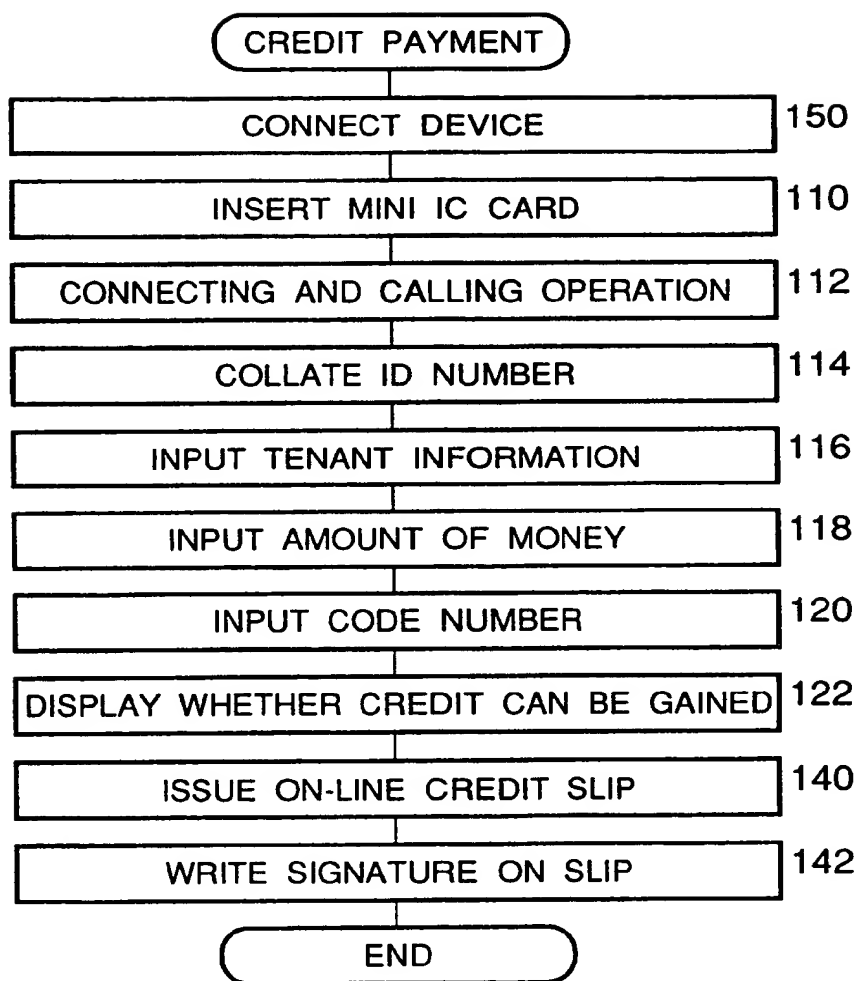 CREDIT PAYMENT
CONNECT DEVICE 150
INSERT MINI IC CARD 110
CONNECTING AND CALLING OPERATION 112
COLLATE ID NUMBER 114
INPUT TENANT INFORMATION 116
INPUT AMOUNT OF MONEY 118
INPUT CODE NUMBER 120
DISPLAY WHETHER CREDIT CAN BE GAINED 122
ISSUE ON-LINE CREDIT SLIP 140
WRITE SIGNATURE ON SLIP 142
END